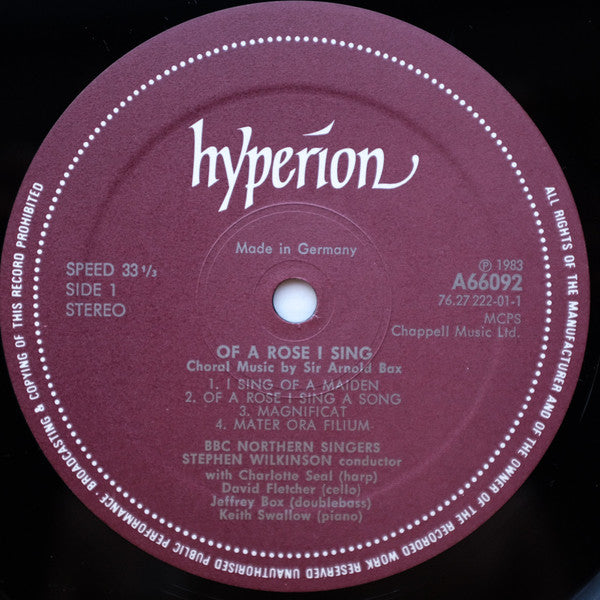 hyperion
Made in Germany
SPEED 33 1/3
SIDE 1
STEREO
℗ 1983
A66092
76.27 222-01-1
MCPS
Chappell Music Ltd.
OF A ROSE I SING
Choral Music by Sir Arnold Bax
1. I SING OF A MAIDEN
2. OF A ROSE I SING A SONG
3. MAGNIFICAT
4. MATER ORA FILIUM
BBC NORTHERN SINGERS
STEPHEN WILKINSON conductor
with Charlotte Seal (harp)
David Fletcher (cello)
Jeffrey Box (doublebass)
Keith Swallow (piano)
ALL RIGHTS OF THE MANUFACTURER AND OF THE OWNER OF THE RECORDED WORK RESERVED UNAUTHORISED PUBLIC PERFORMANCE · BROADCASTING & COPYING OF THIS RECORD PROHIBITED